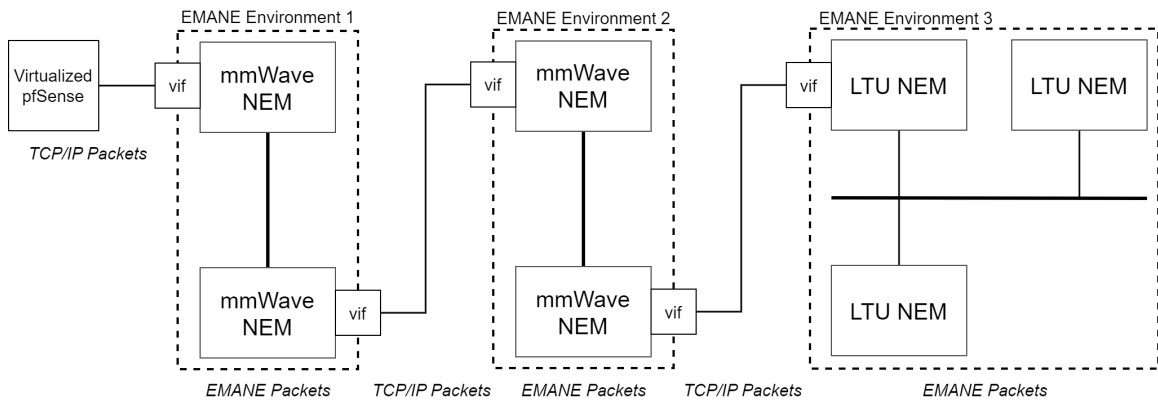 EMANE Environment 1
EMANE Environment 2
EMANE Environment 3
Virtualized
pfSense
vif
mmWave
NEM
vif
mmWave
NEM
vif
LTU NEM
LTU NEM
TCP/IP Packets
mmWave
NEM
vif
mmWave
NEM
vif
LTU NEM
EMANE Packets
TCP/IP Packets
EMANE Packets
TCP/IP Packets
EMANE Packets